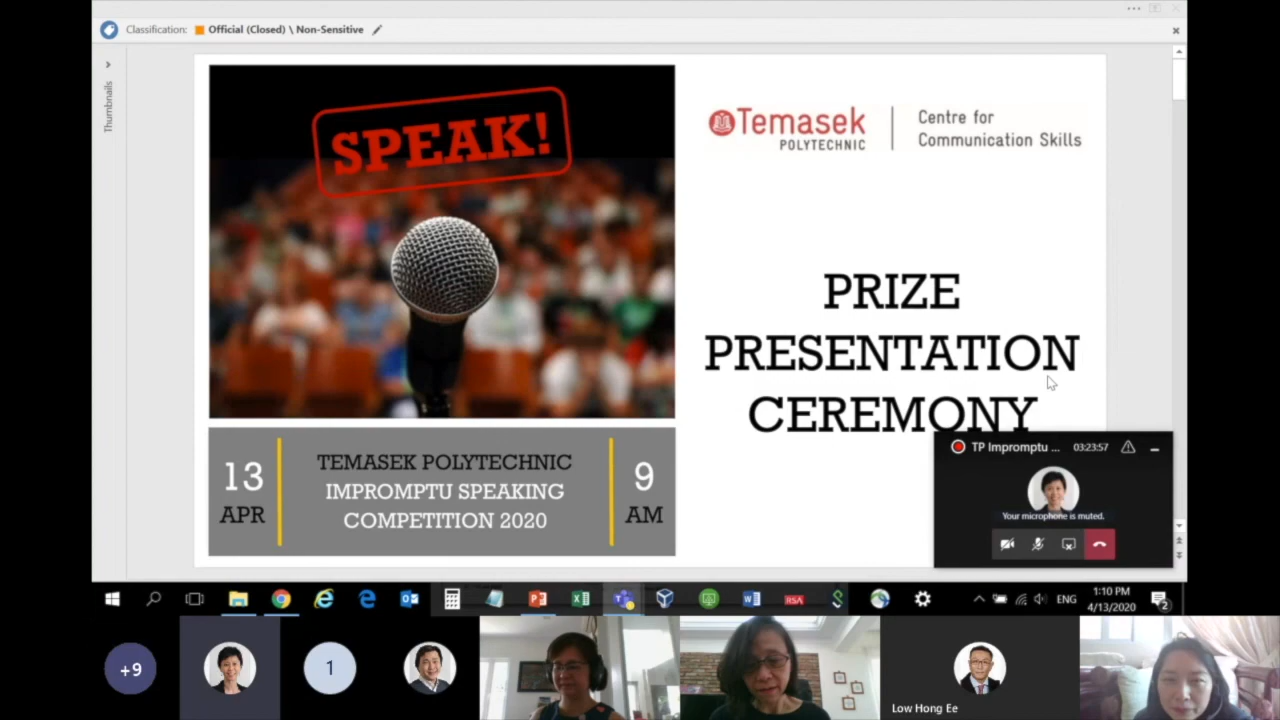 Classification: Official (Closed) \ Non-Sensitive
Thumbnails
SPEAK!
Temasek
POLYTECHNIC
Centre for
Communication Skills
PRIZE
PRESENTATION
CEREMONY
13
APR
TEMASEK POLYTECHNIC
IMPROMPTU SPEAKING
COMPETITION 2020
9
AM
TP Impromptu ... 03:23:57
Your microphone is muted.
RSA
ENG
1:10 PM
4/13/2020
2
+9
1
Low Hong Ee